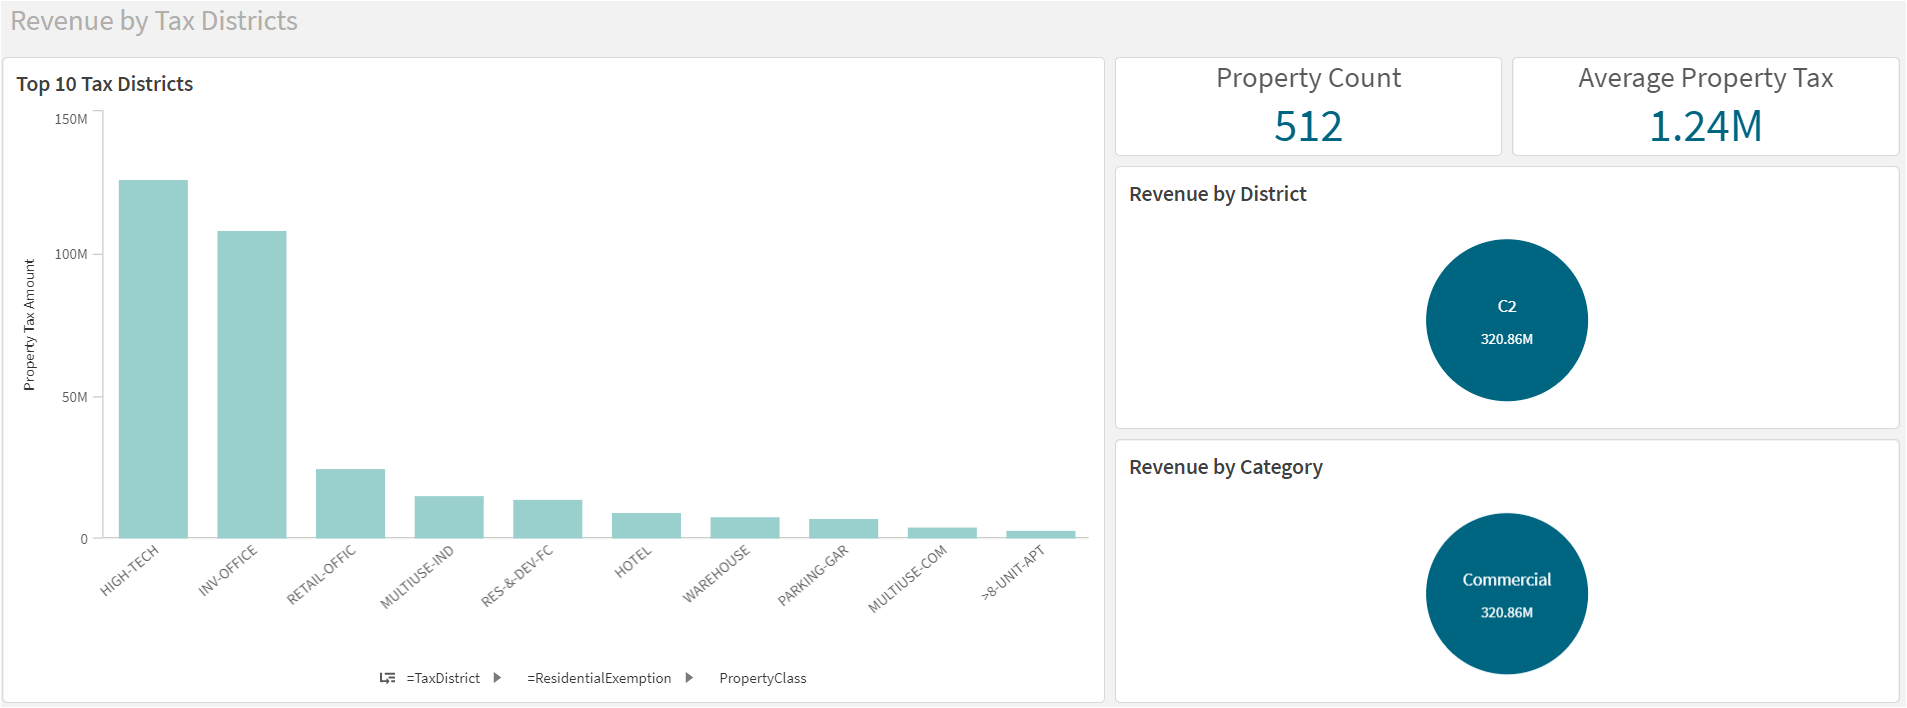 Revenue by Tax Districts
Top 10 Tax Districts
150M
100M
50M
0
Property Tax Amount
HIGH-TECH
INV-OFFICE
RETAIL-OFFIC
MULTIUSE-IND
RES-&-DEV-FC
HOTEL
WAREHOUSE
PARKING-GAR
MULTIUSE-COM
>8-UNIT-APT
=TaxDistrict =ResidentialExemption PropertyClass
Property Count
512
Average Property Tax
1.24M
Revenue by District
C2
320.86M
Revenue by Category
Commercial
320.86M